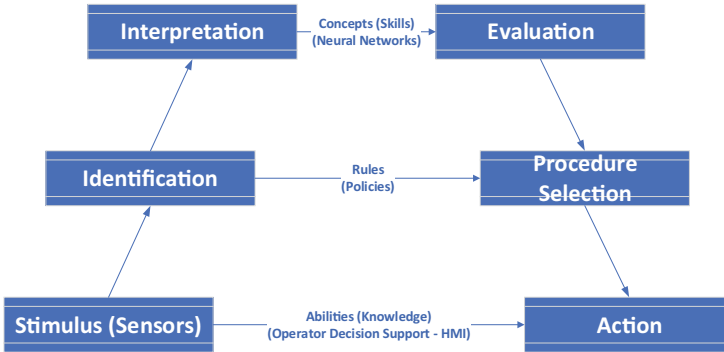 Interpretation
Concepts (Skills)
(Neural Networks)
Evaluation
Identification
Rules
(Policies)
Procedure
Selection
Stimulus (Sensors)
Abilities (Knowledge)
(Operator Decision Support - HMI)
Action